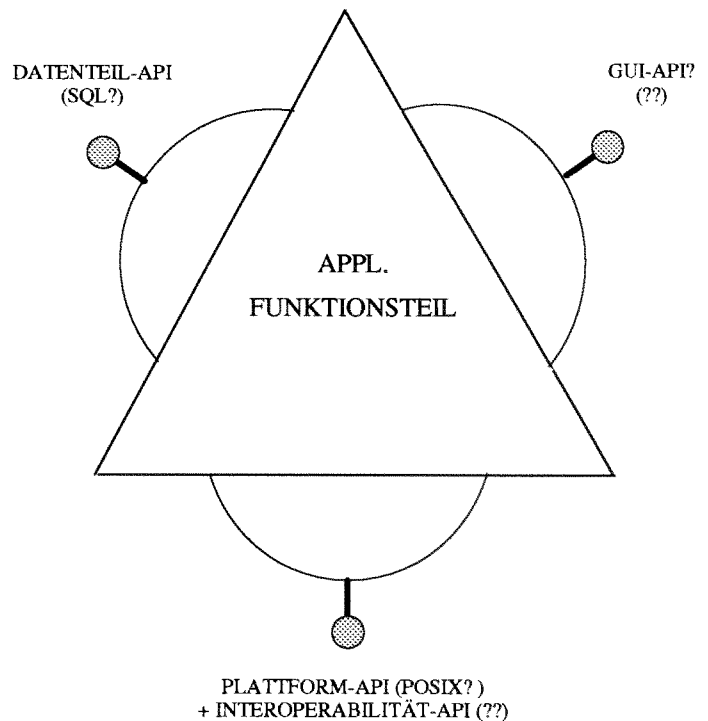 DATENTEIL-API
(SQL?)
GUI-API?
(??)
APPL.
FUNKTIONSTEIL
PLATTFORM-API (POSIX? )
+ INTEROPERABILITÄT-API (??)